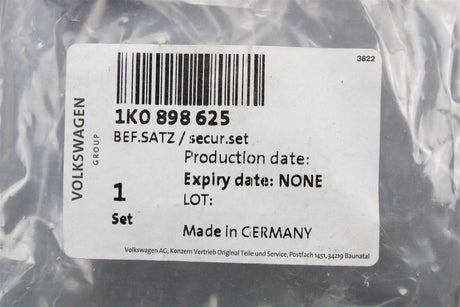 3822
VOLKSWAGEN
GROUP
1K0 898 625
BEF.SATZ / secur.set
Production date:
Expiry date: NONE
1
LOT:
Set
Made in GERMANY
Volkswagen AG, Konzern Vertrieb Original Teile und Service, Postfach 1451, 34219 Baunatal